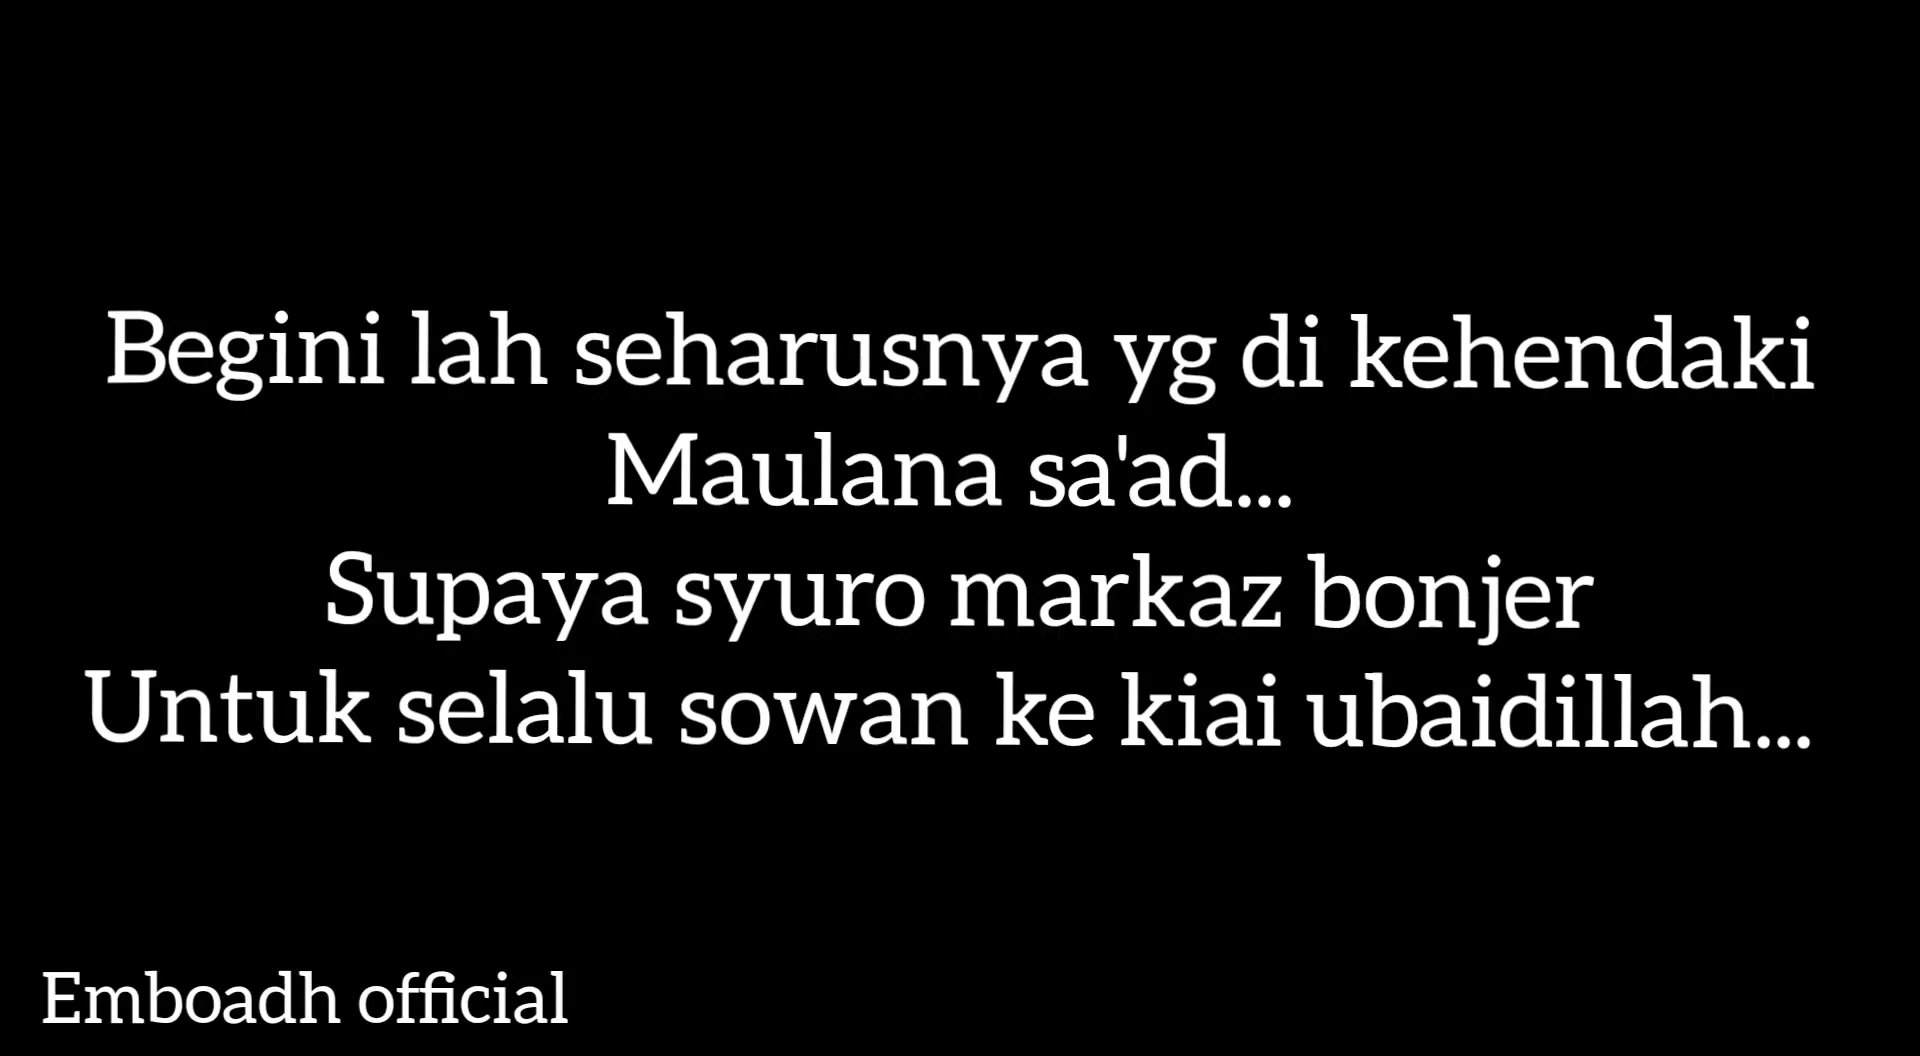 Begini lah seharusnya yg di kehendaki
Maulana sa'ad...
Supaya syuro markaz bonjer
Untuk selalu sowan ke kiai ubaidillah...
Emboadh official